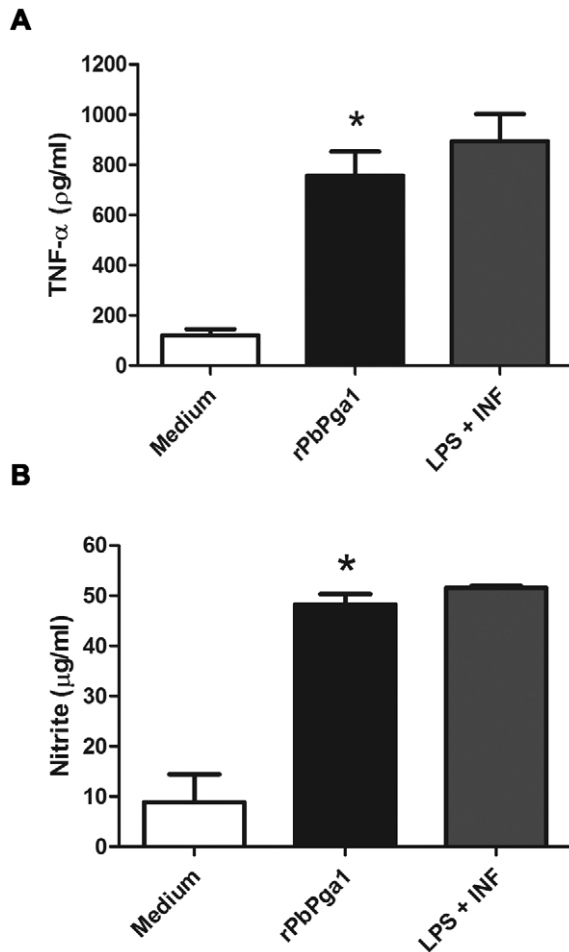 A
1200
1000
800
600
400
200
0
TNF-α (ρg/ml)
*
Medium
rPbPga1
LPS + INF
B
60
50
40
30
20
10
0
Nitrite (μg/ml)
*
Medium
rPbPga1
LPS + INF